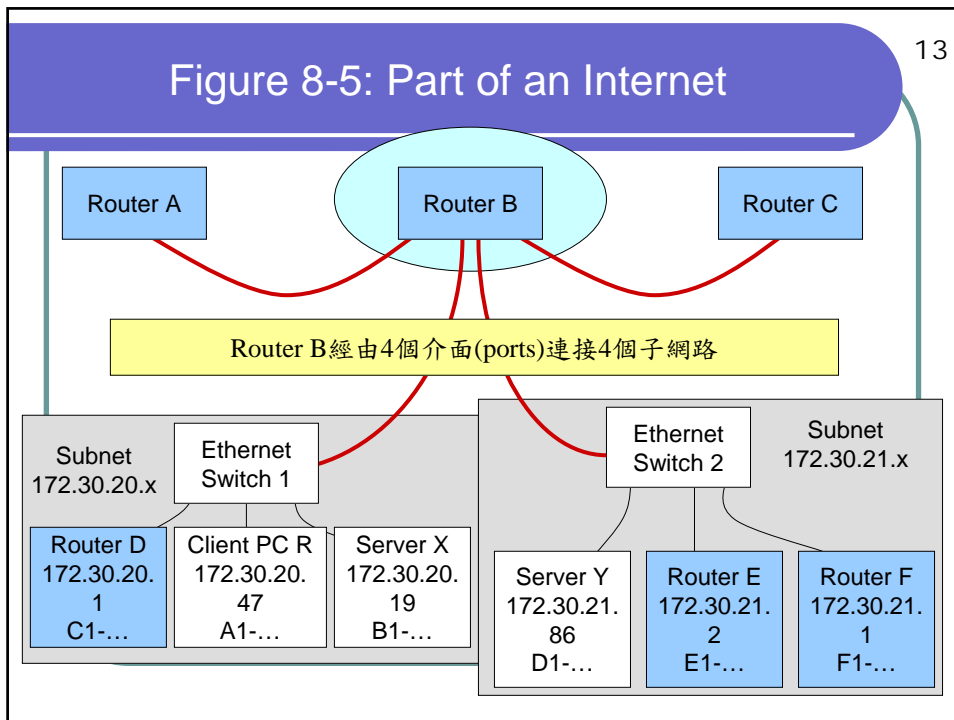 13
Figure 8-5: Part of an Internet
Router A
Router B
Router C
Router B經由4個介面(ports)連接4個子網路
Subnet
172.30.20.x
Ethernet
Switch 1
Ethernet
Switch 2
Subnet
172.30.21.x
Router D
172.30.20.
1
C1-…
Client PC R
172.30.20.
47
A1-…
Server X
172.30.20.
19
B1-…
Server Y
172.30.21.
86
D1-…
Router E
172.30.21.
2
E1-…
Router F
172.30.21.
1
F1-…